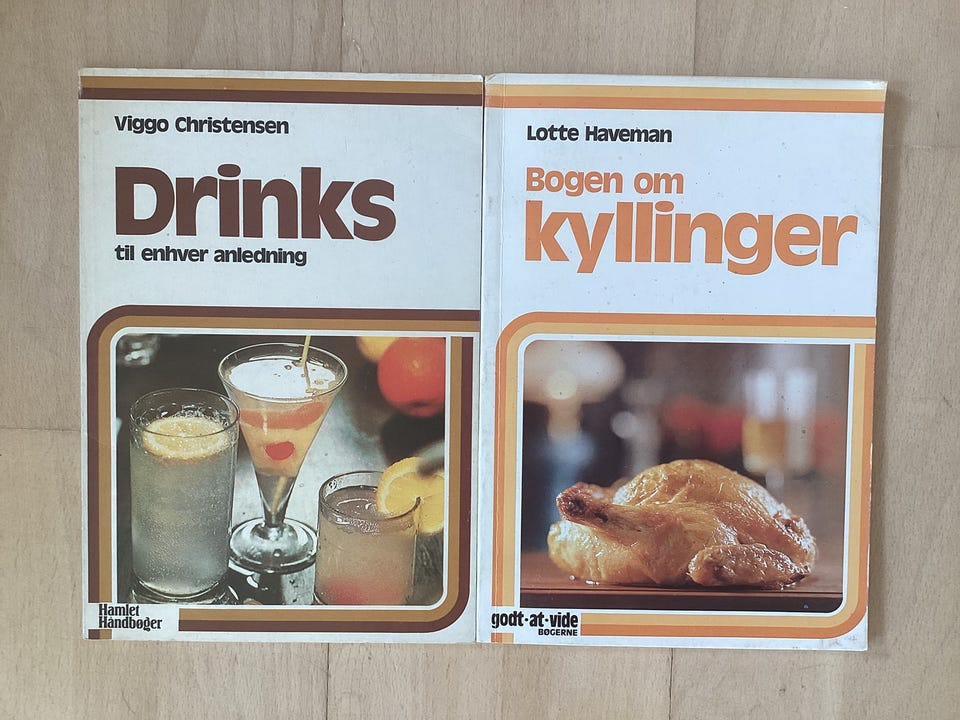 Viggo Christensen
Drinks
til enhver anledning
Hamlet
Håndbøger
Lotte Haveman
Bogen om
kyllinger
godt·at·vide
BØGERNE